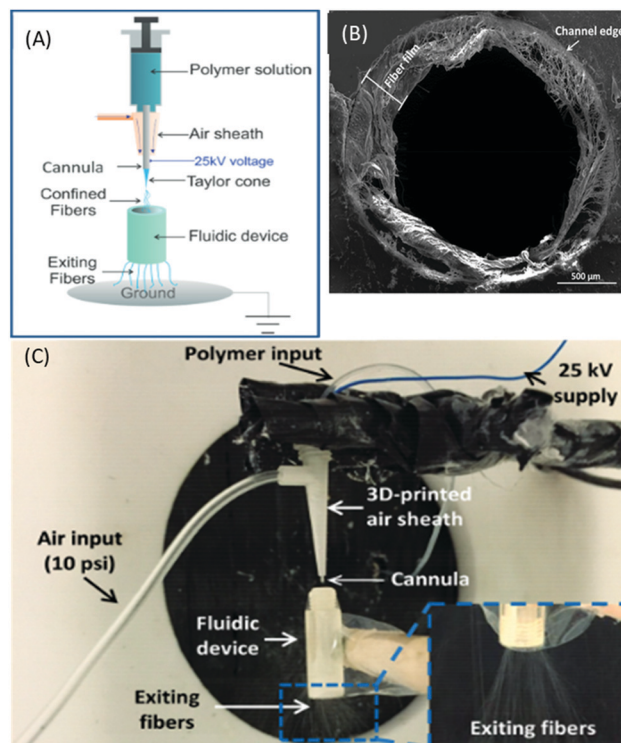 (A)
Polymer solution
Air sheath
25kV voltage
Cannula
Taylor cone
Confined
Fibers
Fluidic device
Exiting
Fibers
Ground
(B)
Channel edge
Fiber film
500 μm
(C)
Polymer input
25 kV
supply
3D-printed
air sheath
Air input
(10 psi)
Cannula
Fluidic
device
Exiting
fibers
Exiting fibers